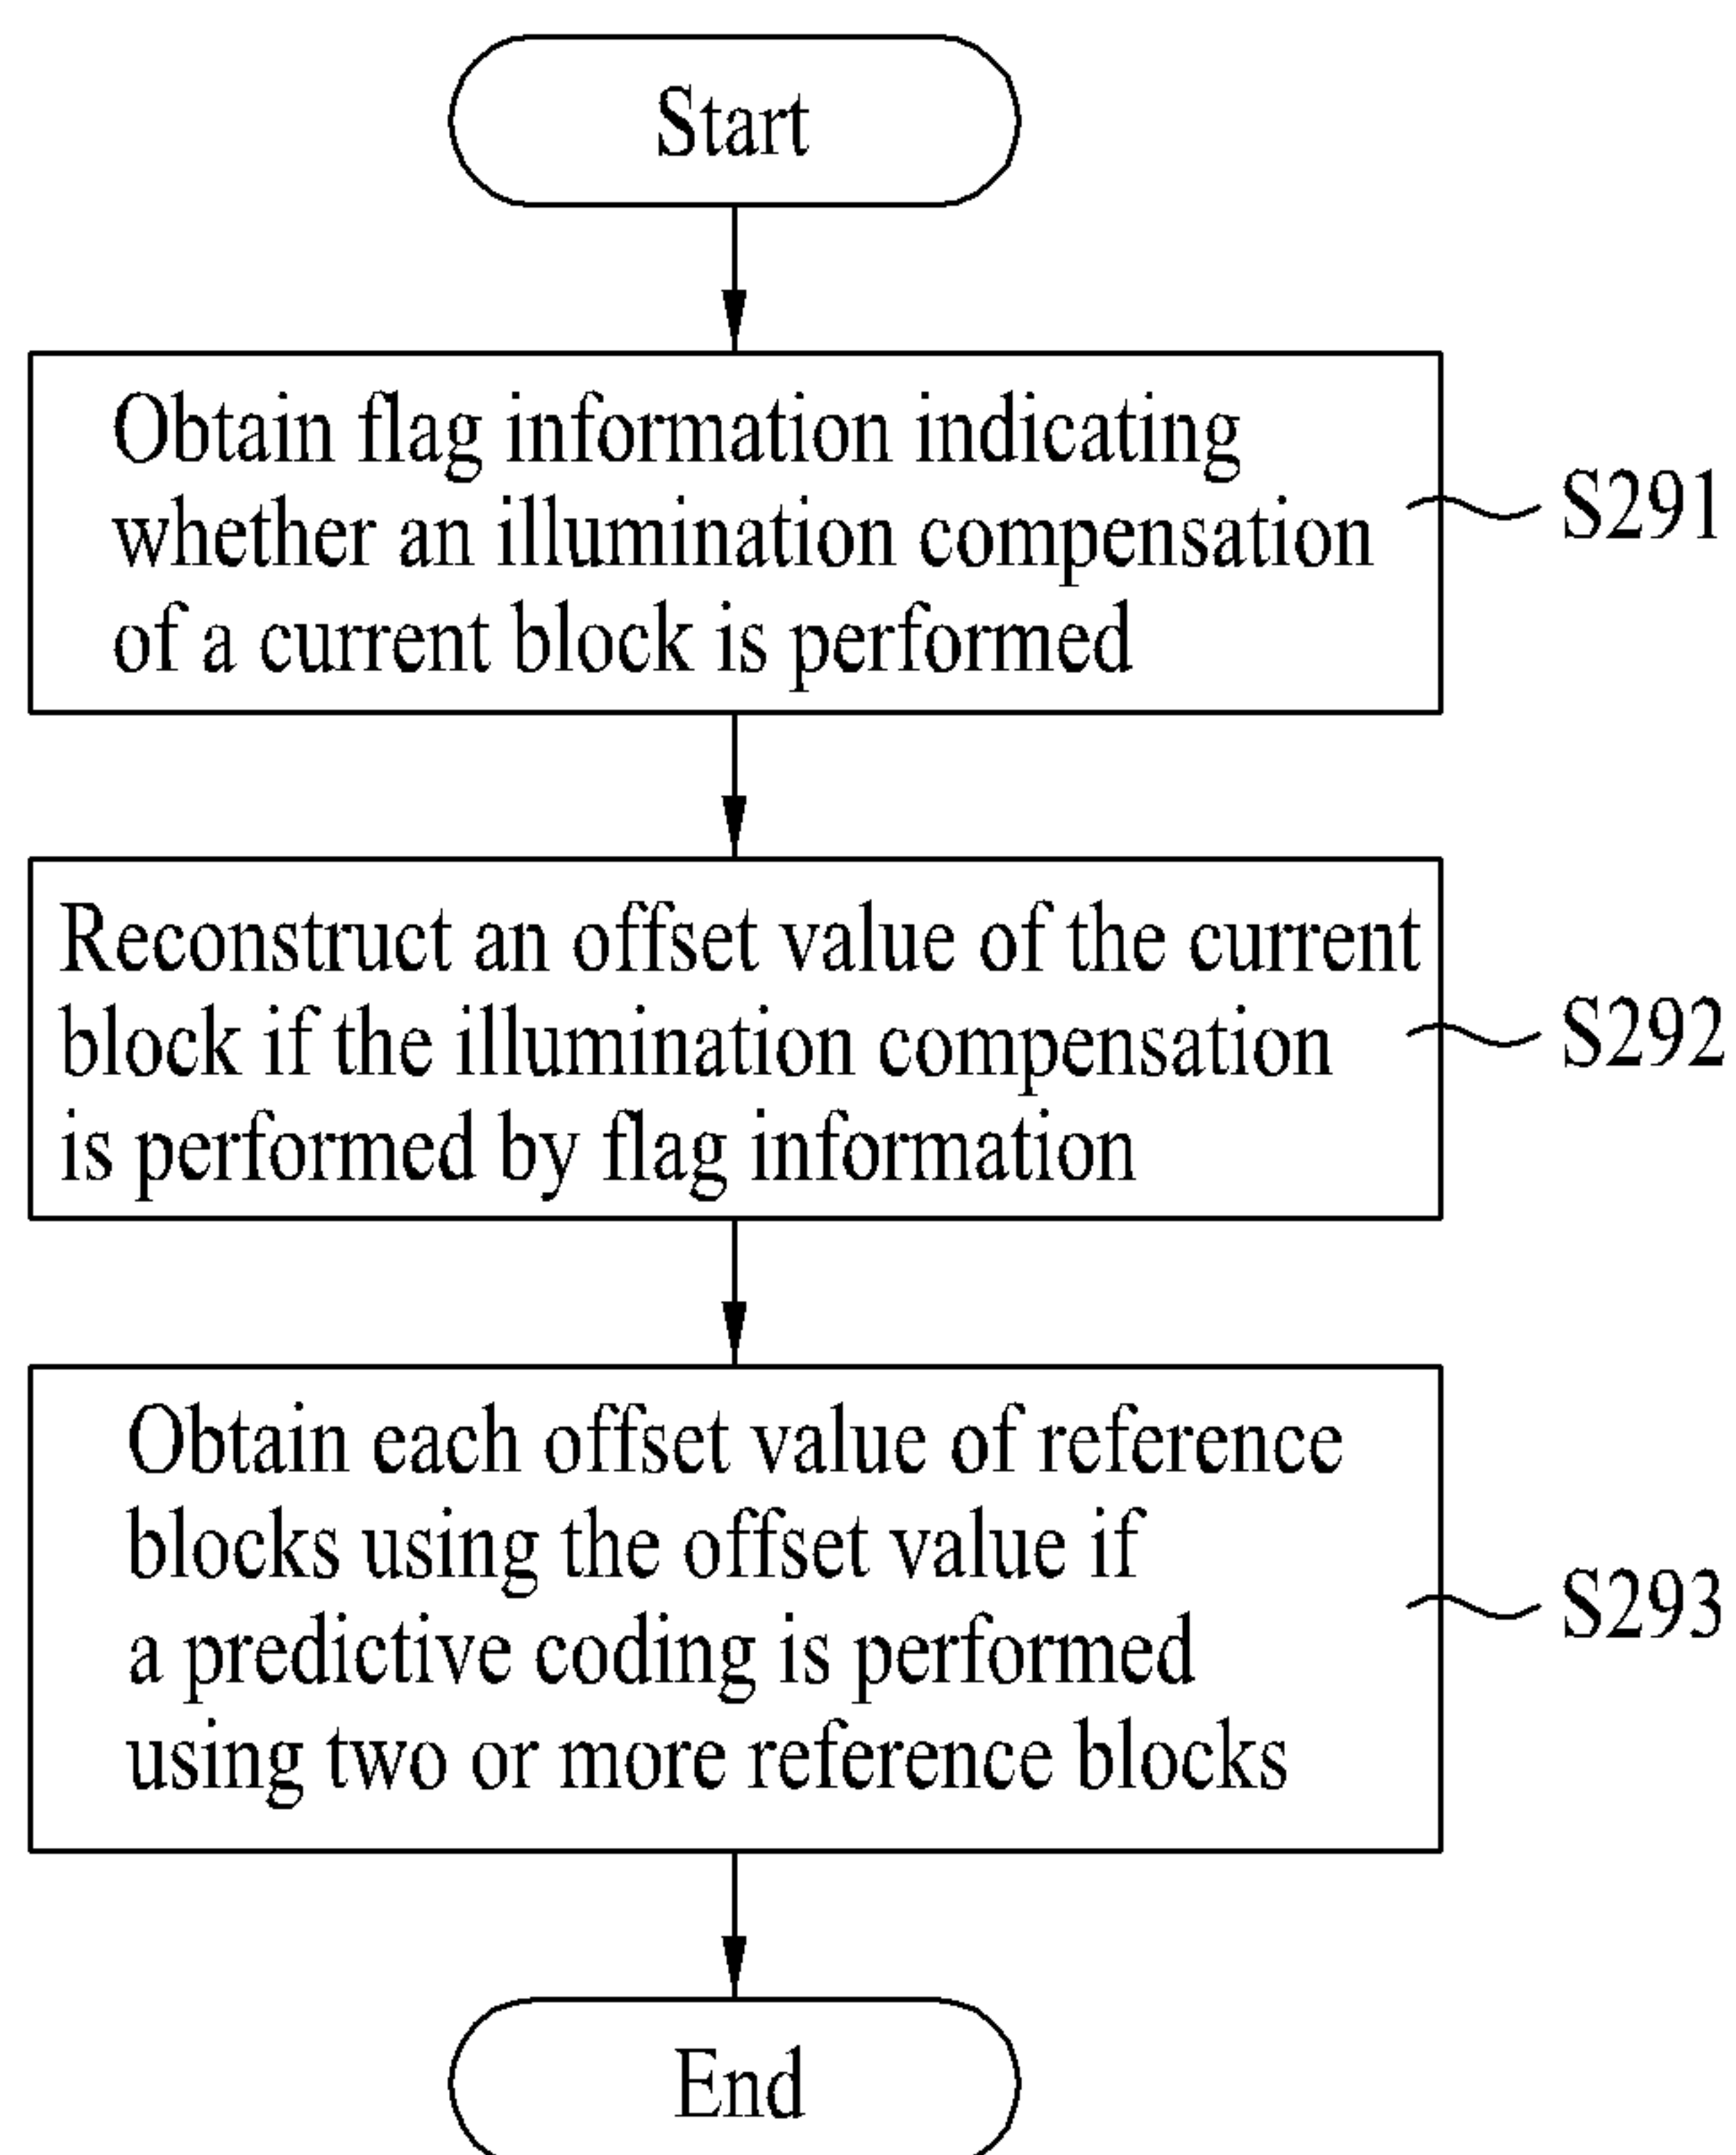 Start
Obtain flag information indicating
whether an illumination compensation
of a current block is performed
S291
Reconstruct an offset value of the current
block if the illumination compensation
is performed by flag information
S292
Obtain each offset value of reference
blocks using the offset value if
a predictive coding is performed
using two or more reference blocks
S293
End